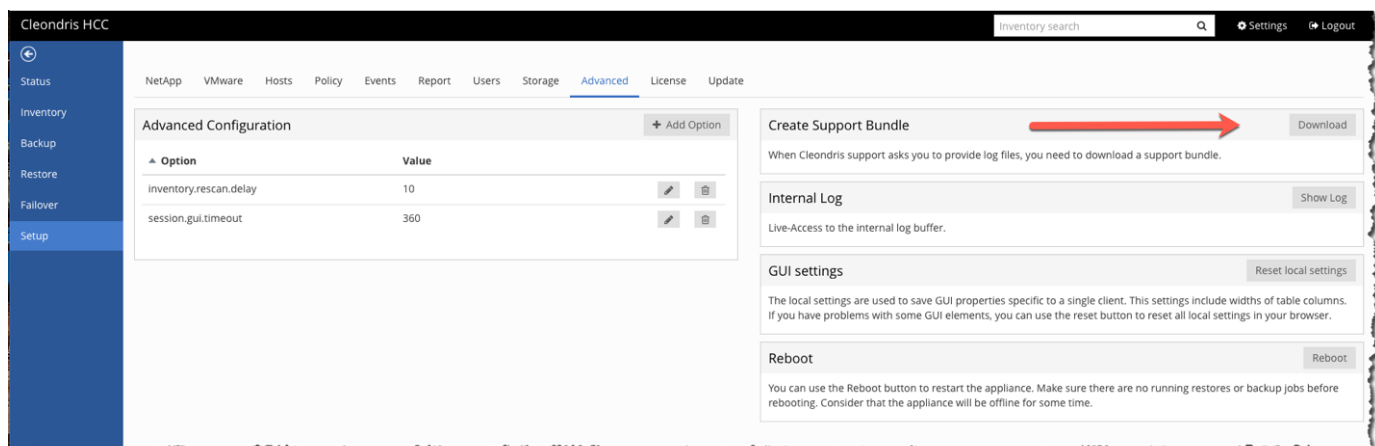 Cleondris HCC
Inventory search
Settings
Logout
Status
Inventory
Backup
Restore
Failover
Setup
NetApp VMware Hosts Policy Events Report Users Storage Advanced License Update
Advanced Configuration
+ Add Option
Option Value
inventory.rescan.delay 10
session.gui.timeout 360
Create Support Bundle
Download
When Cleondris support asks you to provide log files, you need to download a support bundle.
Internal Log
Show Log
Live-Access to the internal log buffer.
GUI settings
Reset local settings
The local settings are used to save GUI properties specific to a single client. This settings include widths of table columns.
If you have problems with some GUI elements, you can use the reset button to reset all local settings in your browser.
Reboot
Reboot
You can use the Reboot button to restart the appliance. Make sure there are no running restores or backup jobs before
rebooting. Consider that the appliance will be offline for some time.